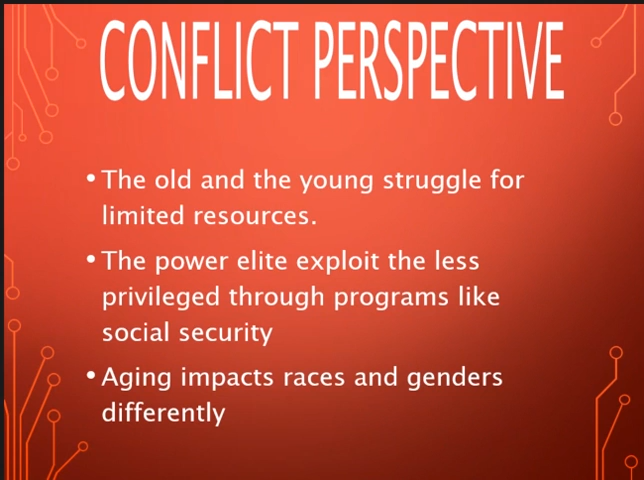 CONFLICT PERSPECTIVE
• The old and the young struggle for
limited resources.
• The power elite exploit the less
privileged through programs like
social security
• Aging impacts races and genders
differently